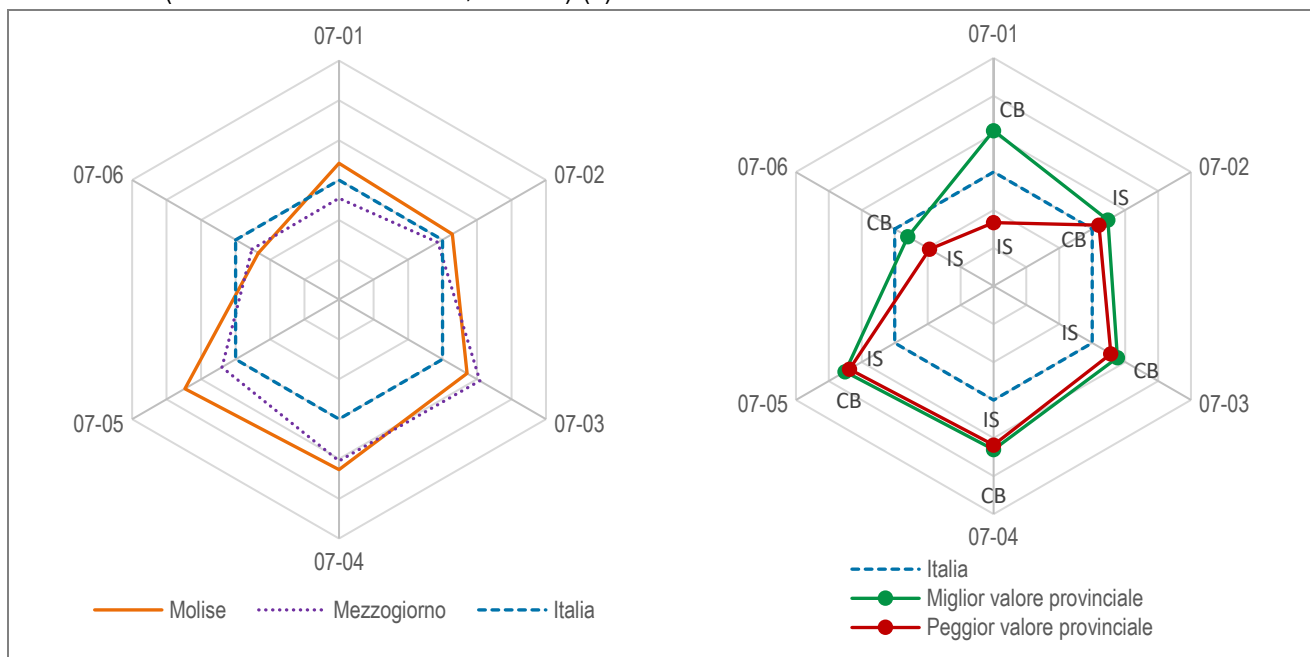 07-01
07-02
07-03
07-04
07-05
07-06
Molise
Mezzogiorno
Italia
07-01
CB
07-02
IS
CB
07-06
CB
IS
IS
IS
CB
07-03
07-05
IS
CB
IS
CB
07-04
Italia
Miglior valore provinciale
Peggior valore provinciale